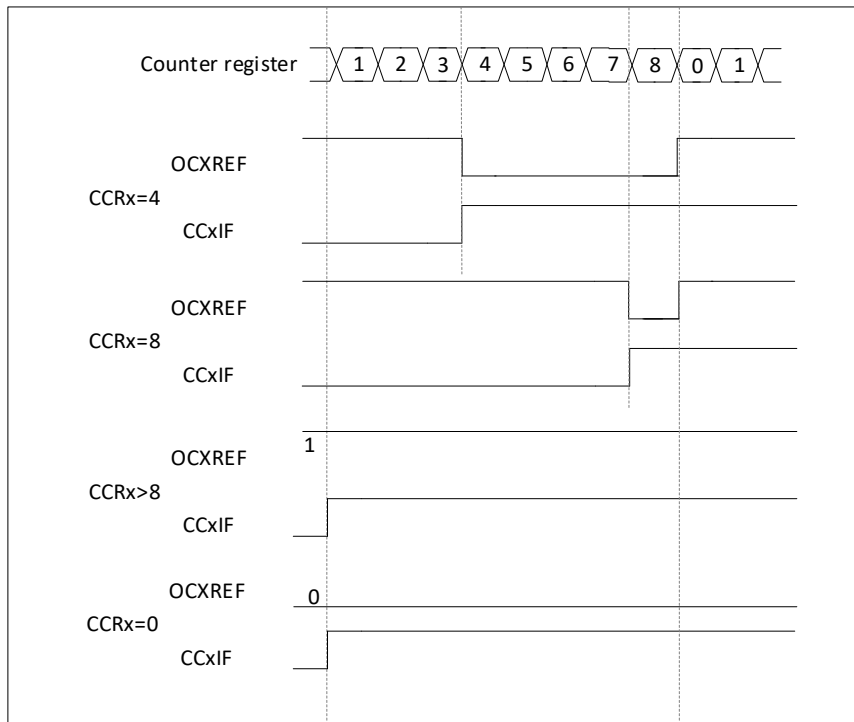 Counter register 1 2 3 4 5 6 7 8 0 1
OCXREF
CCRx=4
CCxIF
OCXREF
CCRx=8
CCxIF
1
OCXREF
CCRx>8
CCxIF
OCXREF 0
CCRx=0
CCxIF